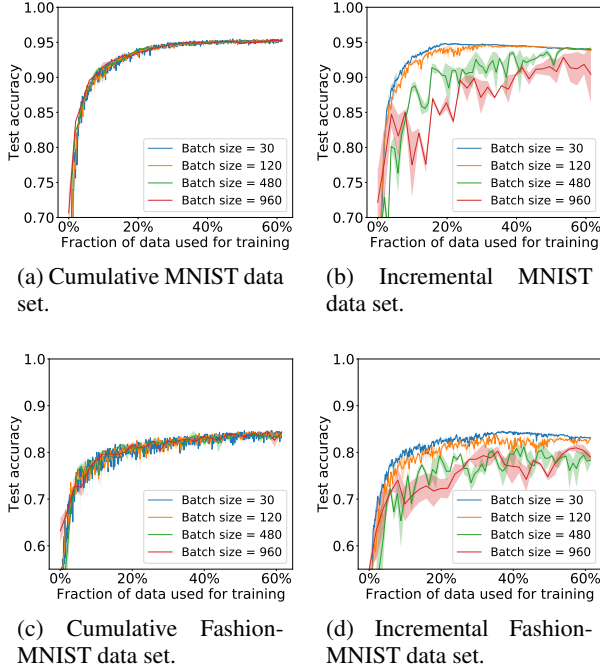 1.00
0.95
0.90
0.85
0.80
0.75
0.70
Test accuracy
Batch size = 30
Batch size = 120
Batch size = 480
Batch size = 960
0% 20% 40% 60%
Fraction of data used for training
(a) Cumulative MNIST data
set.
1.00
0.95
0.90
0.85
0.80
0.75
0.70
Test accuracy
Batch size = 30
Batch size = 120
Batch size = 480
Batch size = 960
0% 20% 40% 60%
Fraction of data used for training
(b) Incremental MNIST
data set.
1.0
0.9
0.8
0.7
0.6
Test accuracy
Batch size = 30
Batch size = 120
Batch size = 480
Batch size = 960
0% 20% 40% 60%
Fraction of data used for training
(c) Cumulative Fashion-
MNIST data set.
1.0
0.9
0.8
0.7
0.6
Test accuracy
Batch size = 30
Batch size = 120
Batch size = 480
Batch size = 960
0% 20% 40% 60%
Fraction of data used for training
(d) Incremental Fashion-
MNIST data set.